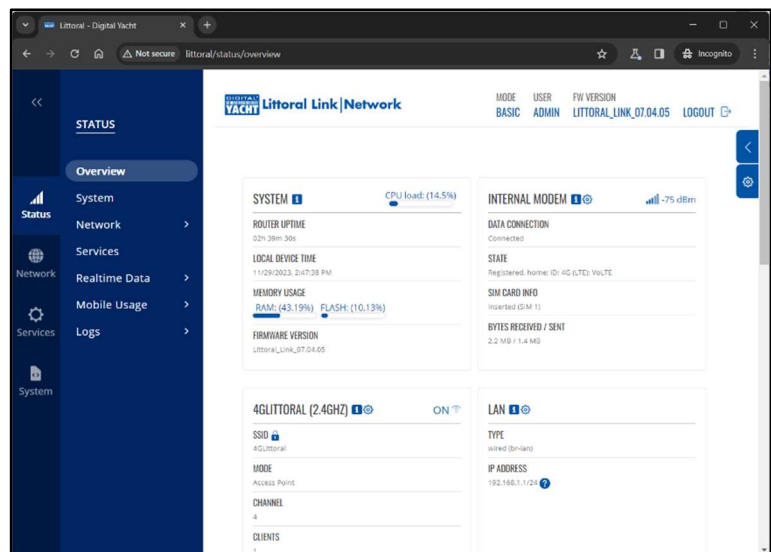 Littoral - Digital Yacht
Not secure littoral/status/overview
Incognito
<<
STATUS
Overview
System
Network
Services
Realtime Data
Mobile Usage
Logs
Status
Network
Services
System
DIGITAL YACHT Littoral Link|Network
MODE USER FW VERSION
BASIC ADMIN LITTORAL_LINK_07.04.05 LOGOUT
SYSTEM CPU load: (14.5%)
ROUTER UPTIME
02h 39m 30s
LOCAL DEVICE TIME
11/29/2023, 2:47:38 PM
MEMORY USAGE
RAM: (43.19%) FLASH: (10.13%)
FIRMWARE VERSION
Littoral_Link_07.04.05
INTERNAL MODEM -75 dBm
DATA CONNECTION
Connected
STATE
Registered, home; ID: 4G (LTE); VoLTE
SIM CARD INFO
Inserted (SIM 1)
BYTES RECEIVED / SENT
2.2 MB / 1.4 MB
4GLITTORAL (2.4GHZ) ON
SSID
4GLittoral
MODE
Access Point
CHANNEL
4
CLIENTS
1
LAN
TYPE
wired (br-lan)
IP ADDRESS
192.168.1.1/24